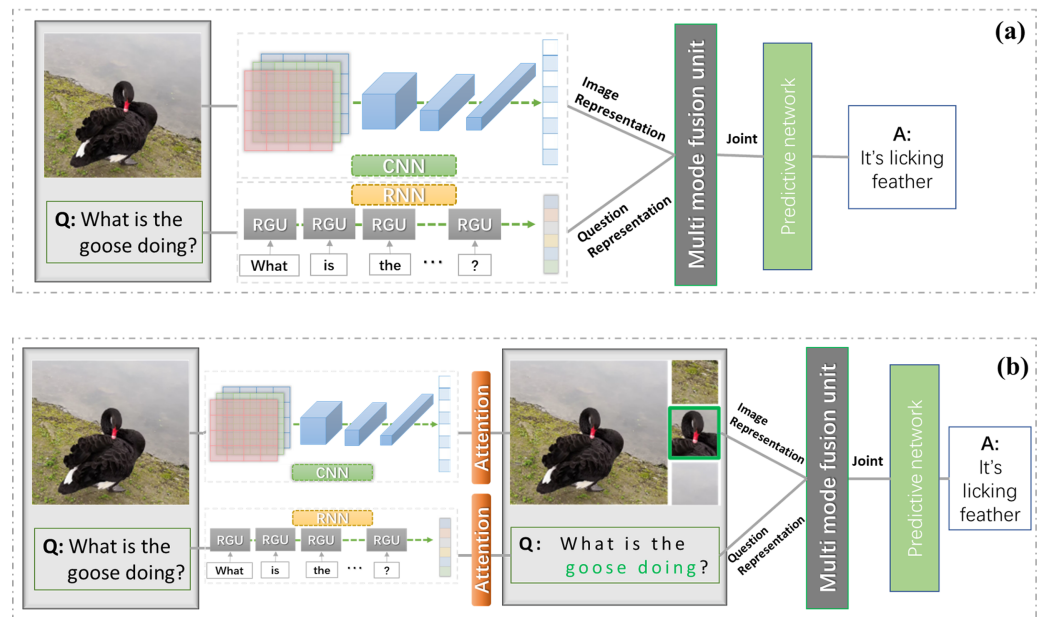 (a)
Q: What is the
goose doing?
CNN
RNN
RGU RGU RGU RGU
What is the ... ?
Image
Representation
Question
Representation
Multi mode fusion unit
Joint
Predictive network
A:
It's licking
feather
(b)
Q: What is the
goose doing?
CNN
RNN
RGU RGU RGU RGU
What is the ... ?
Attention
Attention
Q: What is the
goose doing?
Image
Representation
Question
Representation
Multi mode fusion unit
Joint
Predictive network
A:
It's
licking
feather